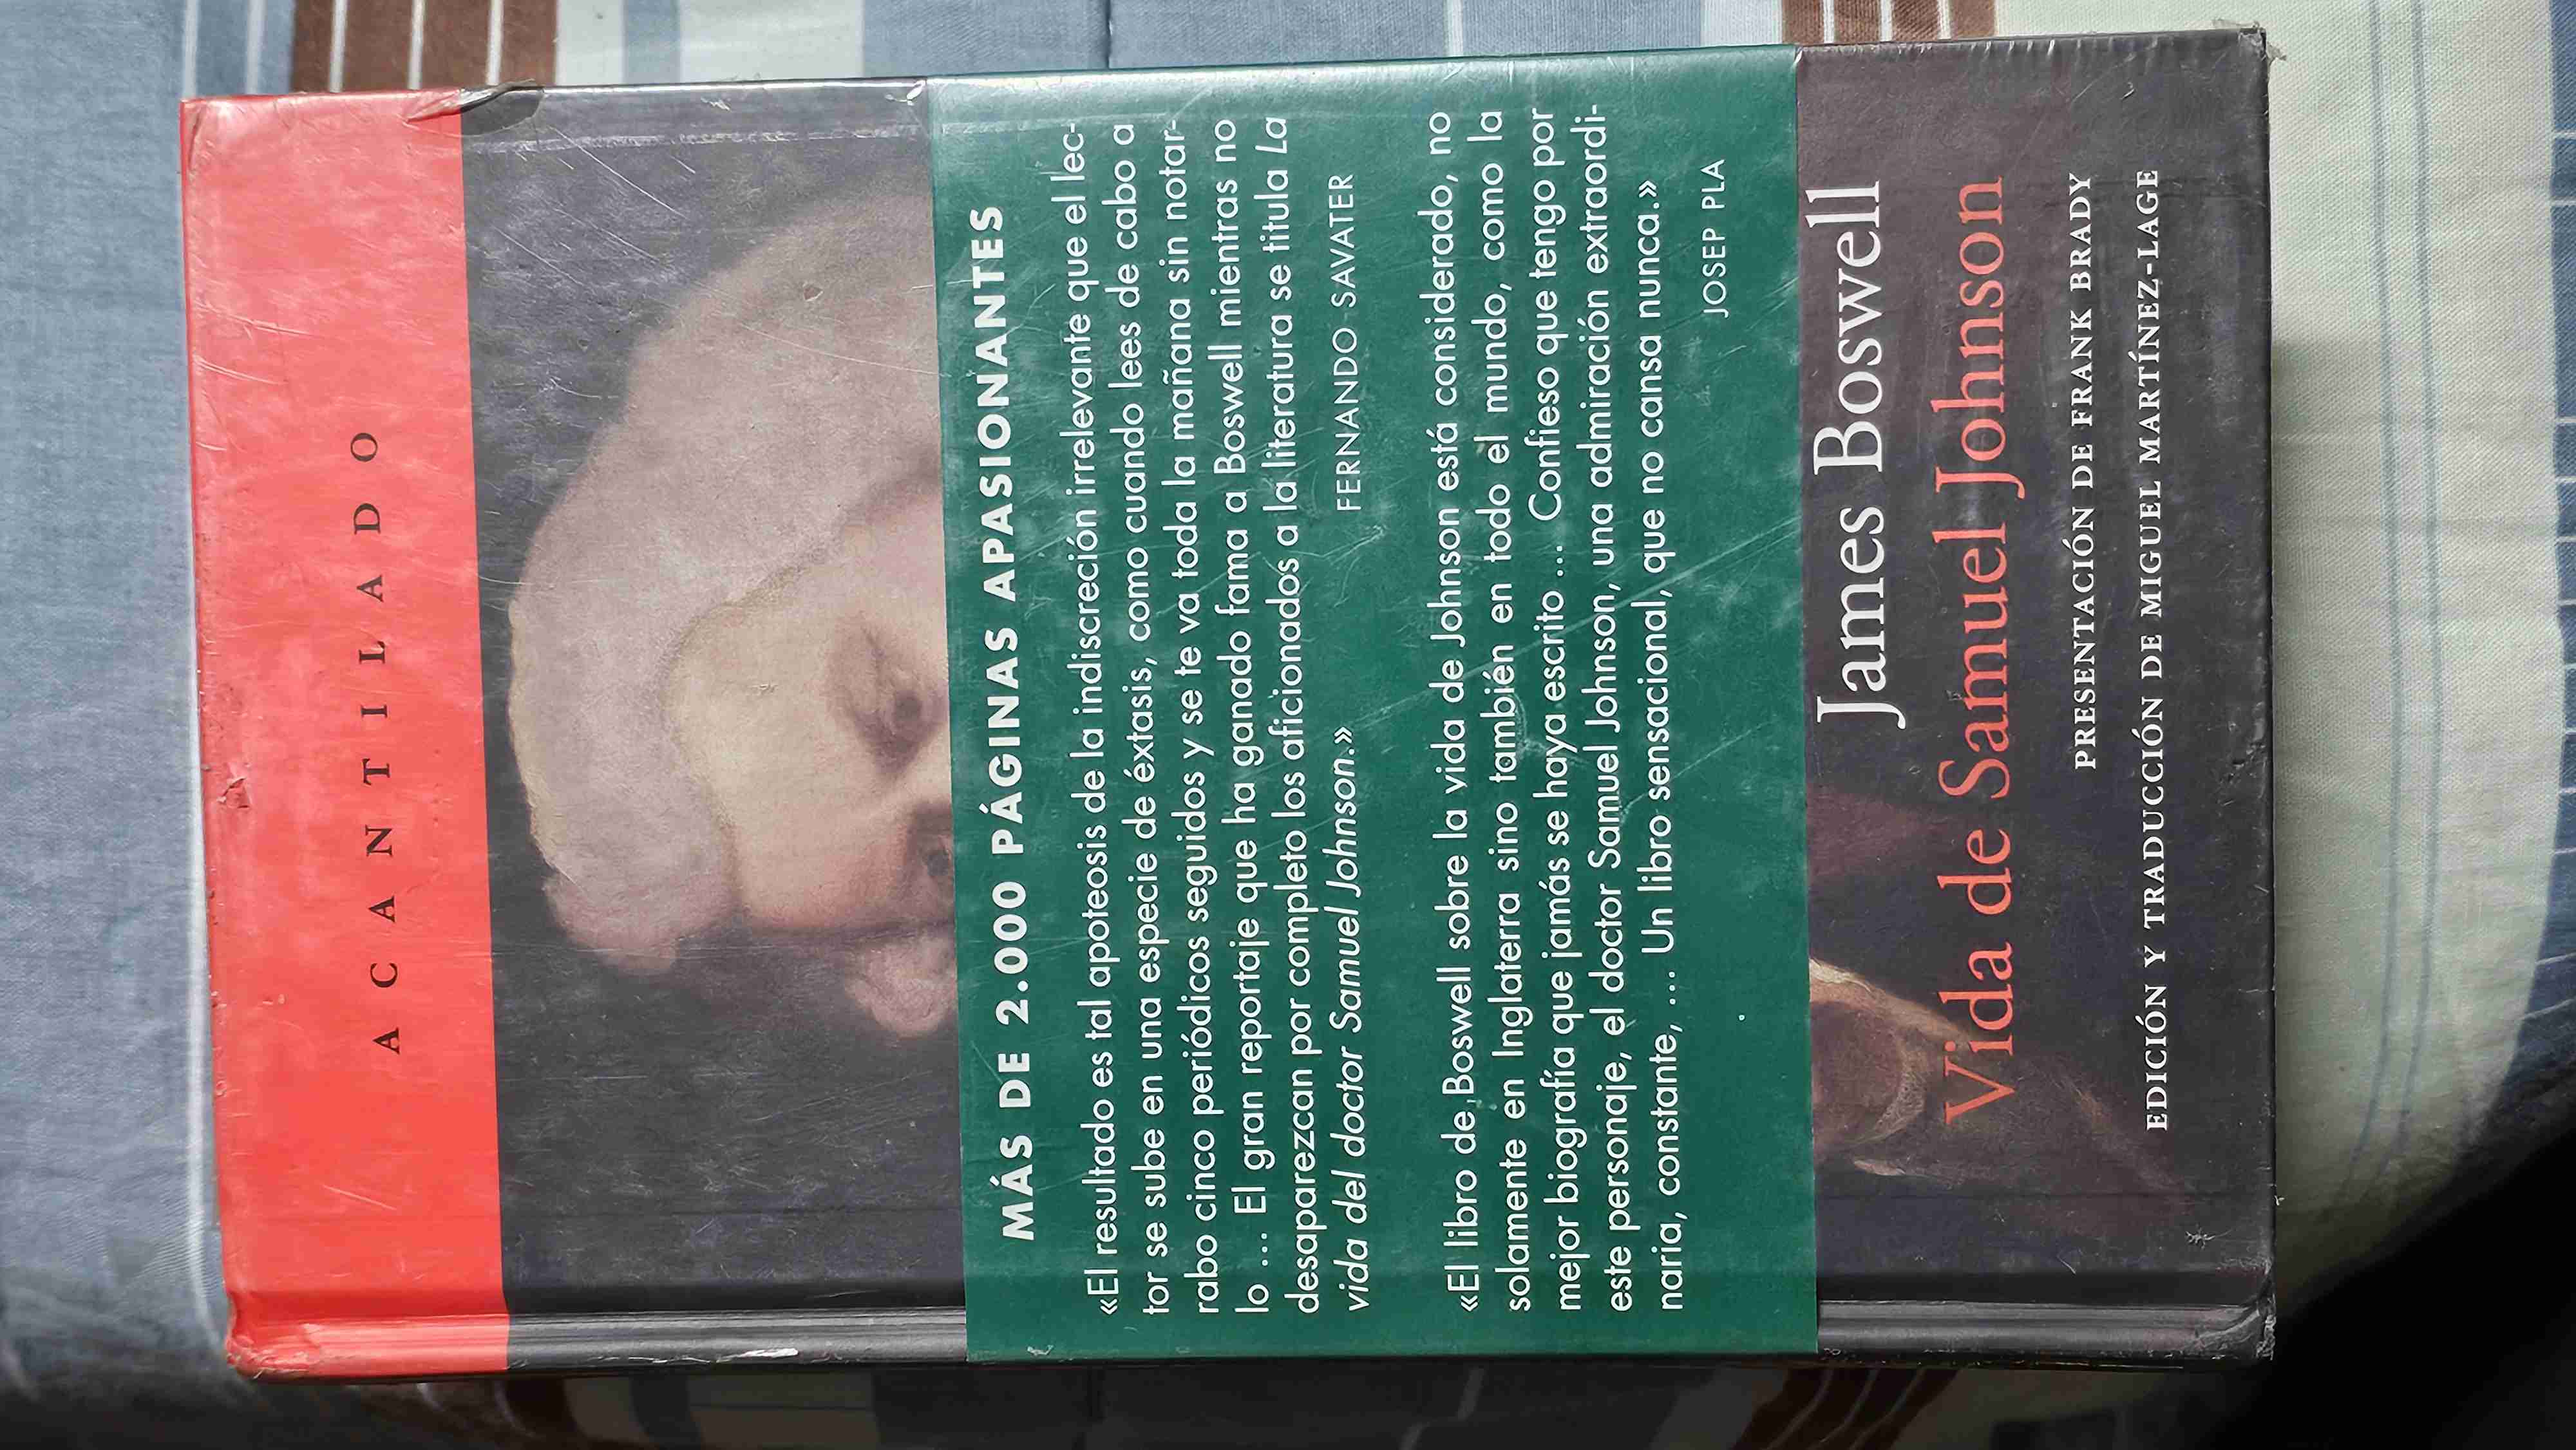 ACANTILADO
MÁS DE 2.000 PÁGINAS APASIONANTES
«El resultado es tal apoteosis de la indiscreción irrelevante que el lec-
tor se sube en una especie de éxtasis, como cuando lees de cabo a
rabo cinco periódicos seguidos y se te va toda la mañana sin notar-
lo ... El gran reportaje que ha ganado fama a Boswell mientras no
desaparezcan por completo los aficionados a la literatura se titula La
vida del doctor Samuel Johnson.»
FERNANDO SAVATER
«El libro de Boswell sobre la vida de Johnson está considerado, no
solamente en Inglaterra sino también en todo el mundo, como la
mejor biografía que jamás se haya escrito ... Confieso que tengo por
este personaje, el doctor Samuel Johnson, una admiración extraordi-
naria, constante, ... Un libro sensacional, que no cansa nunca.»
JOSEP PLA
James Boswell
Vida de Samuel Johnson
PRESENTACIÓN DE FRANK BRADY
EDICIÓN Y TRADUCCIÓN DE MIGUEL MARTÍNEZ-LAGE